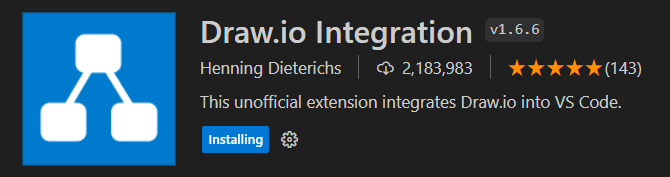 Draw.io Integration v1.6.6
Henning Dieterichs 2,183,983 (143)
This unofficial extension integrates Draw.io into VS Code.
Installing